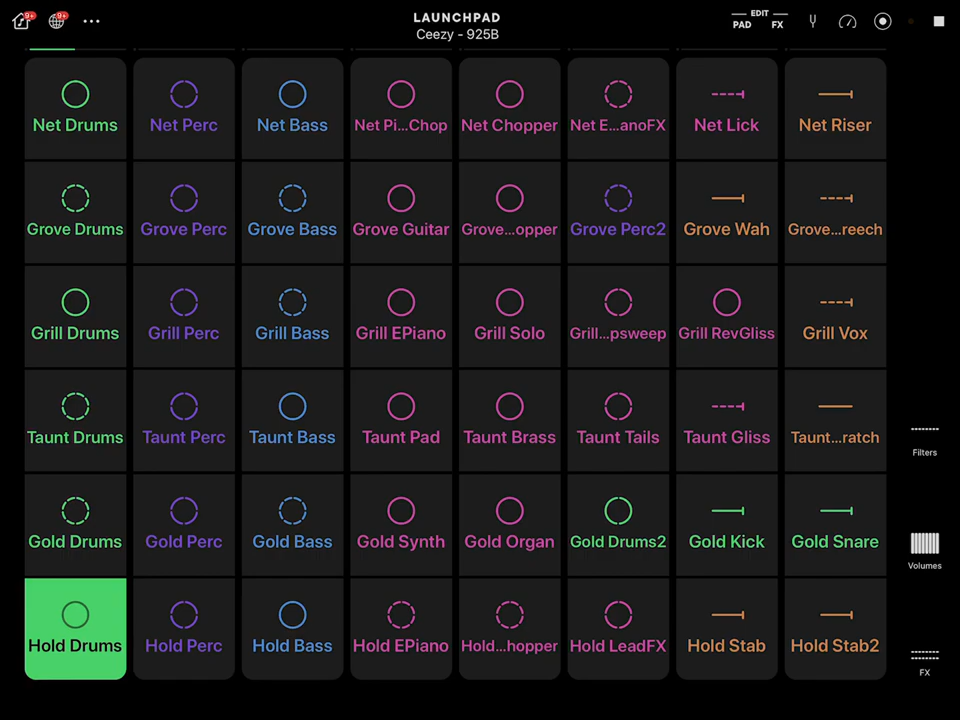 9+
9+
LAUNCHPAD
Ceezy - 925B
EDIT
PAD FX
Net Drums Net Perc Net Bass Net Pi...Chop Net Chopper Net E...anoFX Net Lick Net Riser
Grove Drums Grove Perc Grove Bass Grove Guitar Grove...opper Grove Perc2 Grove Wah Grove...reech
Grill Drums Grill Perc Grill Bass Grill EPiano Grill Solo Grill...psweep Grill RevGliss Grill Vox
Taunt Drums Taunt Perc Taunt Bass Taunt Pad Taunt Brass Taunt Tails Taunt Gliss Taunt...ratch
Filters
Gold Drums Gold Perc Gold Bass Gold Synth Gold Organ Gold Drums2 Gold Kick Gold Snare
Volumes
Hold Drums Hold Perc Hold Bass Hold EPiano Hold...hopper Hold LeadFX Hold Stab Hold Stab2
FX